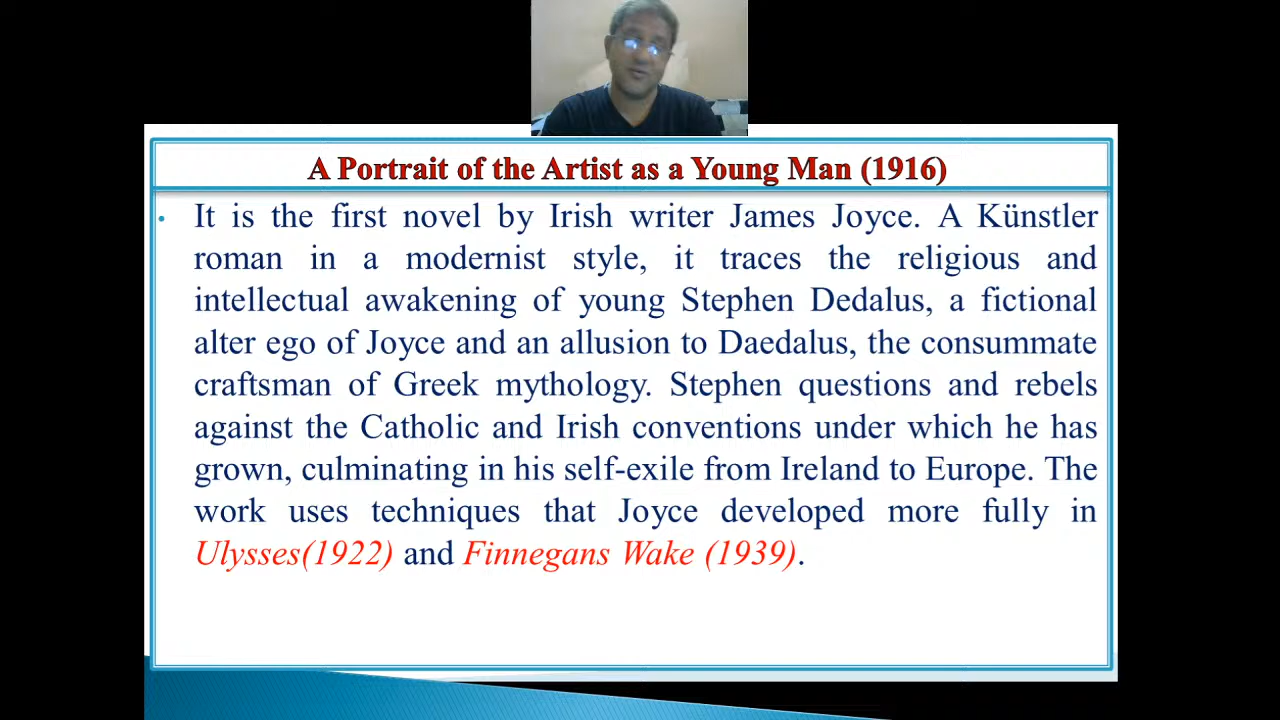 A Portrait of the Artist as a Young Man (1916)
• It is the first novel by Irish writer James Joyce. A Künstler
roman in a modernist style, it traces the religious and
intellectual awakening of young Stephen Dedalus, a fictional
alter ego of Joyce and an allusion to Daedalus, the consummate
craftsman of Greek mythology. Stephen questions and rebels
against the Catholic and Irish conventions under which he has
grown, culminating in his self-exile from Ireland to Europe. The
work uses techniques that Joyce developed more fully in
Ulysses(1922) and Finnegans Wake (1939).